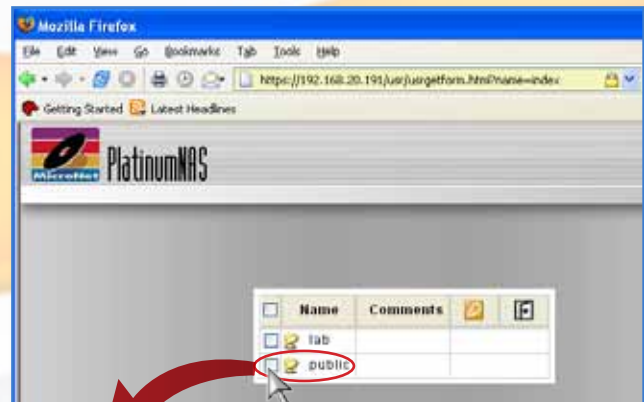 Mozilla Firefox
File Edit View Go Bookmarks Tab Tools Help
https://192.168.20.191/usr/usrgetform.html?name=index
Getting Started Latest Headlines
MicroNet PlatinumNAS
Name Comments
lab
public